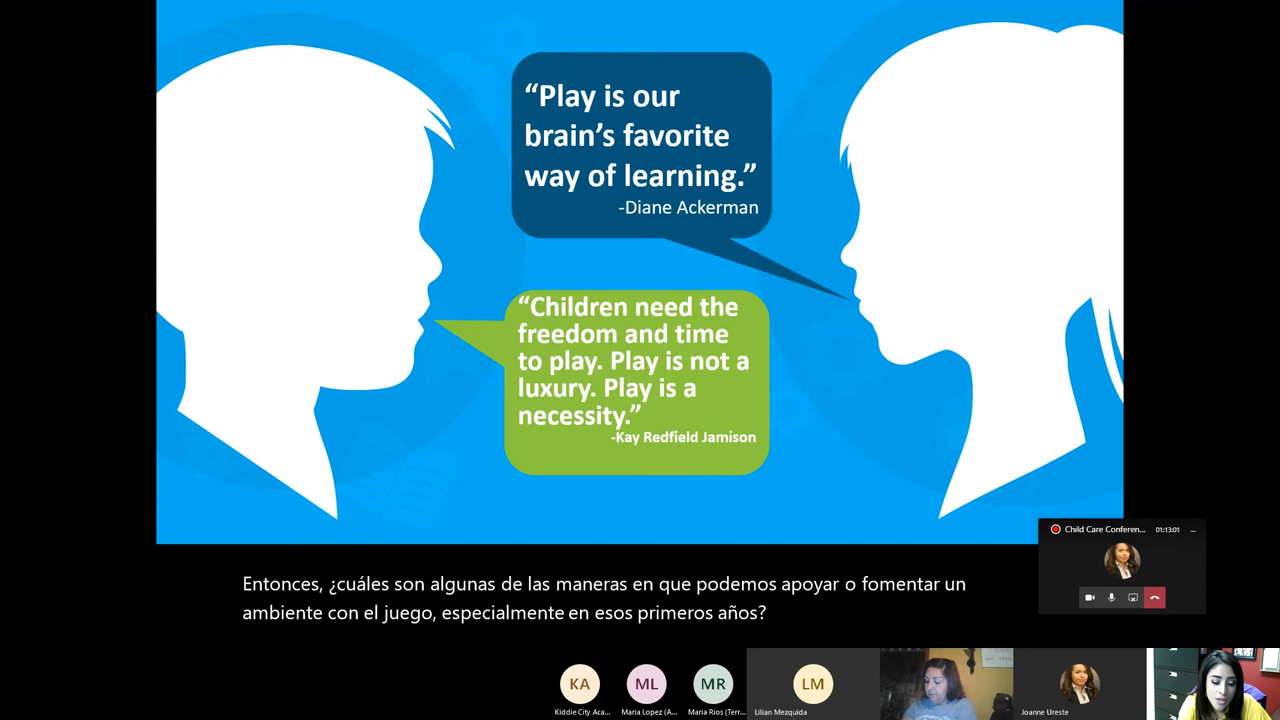 “Play is our
brain’s favorite
way of learning.”
-Diane Ackerman
“Children need the
freedom and time
to play. Play is not a
luxury. Play is a
necessity.”
-Kay Redfield Jamison
Child Care Conferen...
01:13:01
Entonces, ¿cuáles son algunas de las maneras en que podemos apoyar o fomentar un
ambiente con el juego, especialmente en esos primeros años?
KA
ML
MR
LM
Kiddie City Aca...
Maria Lopez (A...
Maria Rios (Terr...
Lilian Mezquida
Joanne Ureste